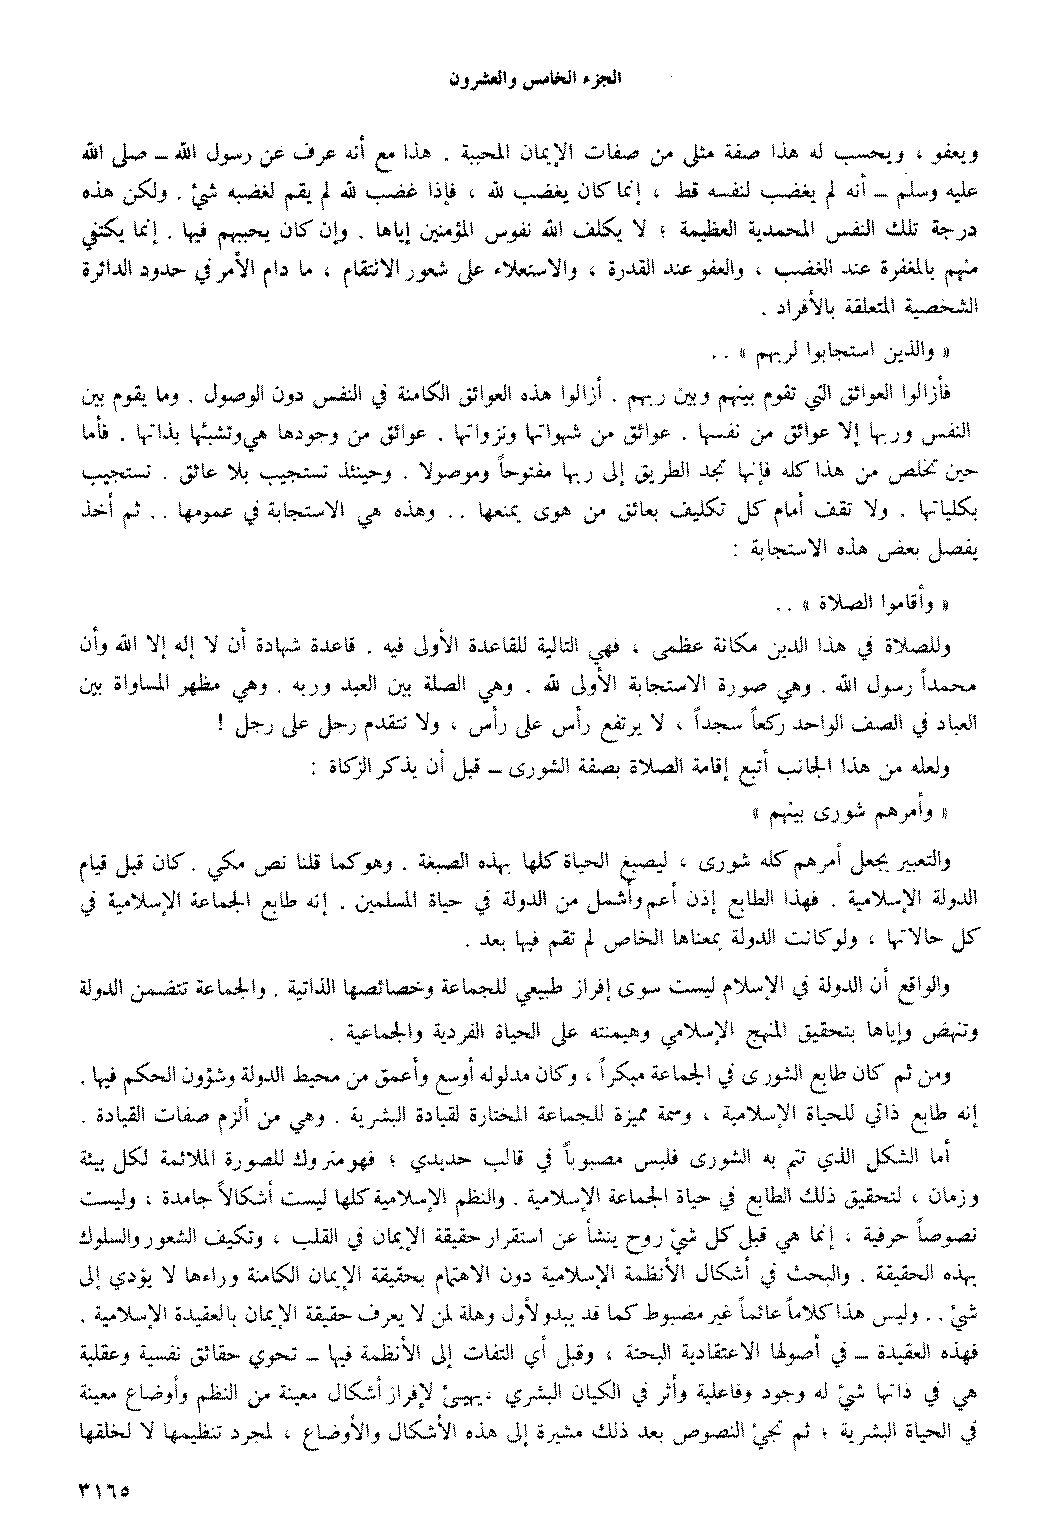 الجزء الخامس والعشرون
ويعفو ، ويحسب له هذا صفة مثلى من صفات الإيمان المحببة . هذا مع أنه عرف عن رسول الله ــ صلى الله
عليه وسلم ــ أنه لم يغضب لنفسه قط ، إنما كان يغضب لله ، فإذا غضب لله لم يقم لغضبه شيْ . ولكن هذه
درجة تلك النفس المحمدية العظيمة ؛ لا يكلف الله نفوس المؤمنين إياها . وإن كان يحببهم فيها . إنما يكتفي
منهم بالمغفرة عند الغضب ، والعفو عند القدرة ، والاستعلاء على شعور الانتقام ، ما دام الأمر في حدود الدائرة
الشخصية المتعلقة بالأفراد .
« والذين استجابوا لربهم » . .
فأزالوا العوائق التي تقوم بينهم وبين ربهم . أزالوا هذه العوائق الكامنة في النفس دون الوصول . وما يقوم بين
النفس وربها إلا عوائق من نفسها . عوائق من شهواتها ونزواتها . عوائق من وجودها هي وتشبثها بذاتها . فأما
حين تخلص من هذا كله فإنها تجد الطريق إلى ربها مفتوحاً وموصولا . وحينئذ تستجيب بلا عائق . تستجيب
بكلياتها . ولا تقف أمام كل تكليف بعائق من هوى يمنعها . . وهذه هي الاستجابة في عمومها . . ثم أخذ
يفصل بعض هذه الاستجابة :
« وأقاموا الصلاة » . .
وللصلاة في هذا الدين مكانة عظمى ، فهي التالية للقاعدة الأولى فيه . قاعدة شهادة أن لا إله إلا الله وأن
محمداً رسول الله . وهي صورة الاستجابة الأولى لله . وهي الصلة بين العبد وربه . وهي مظهر المساواة بين
العباد في الصف الواحد ركعاً سجداً ، لا يرتفع رأس على رأس ، ولا تتقدم رجل على رجل !
ولعله من هذا الجانب أتبع إقامة الصلاة بصفة الشورى ــ قبل أن يذكر الزكاة :
« وأمرهم شورى بينهم »
والتعبير يجعل أمرهم كله شورى ، ليصبغ الحياة كلها بهذه الصبغة . وهو كما قلنا نص مكي . كان قبل قيام
الدولة الإسلامية . فهذا الطابع إذن أعم وأشمل من الدولة في حياة المسلمين . إنه طابع الجماعة الإسلامية في
كل حالاتها ، ولو كانت الدولة بمعناها الخاص لم تقم فيها بعد .
والواقع أن الدولة في الإسلام ليست سوى إفراز طبيعي للجماعة وخصائصها الذاتية . والجماعة تتضمن الدولة
وتنهض وإياها بتحقيق المنهج الإسلامي وهيمنته على الحياة الفردية والجماعية .
ومن ثم كان طابع الشورى في الجماعة مبكراً ، وكان مدلوله أوسع وأعمق من محيط الدولة وشؤون الحكم فيها .
إنه طابع ذاتي للحياة الإسلامية ، وسمة مميزة للجماعة المختارة لقيادة البشرية . وهي من ألزم صفات القيادة .
أما الشكل الذي تتم به الشورى فليس مصبوباً في قالب حديدي ؛ فهو متروك للصورة الملائمة لكل بيئة
وزمان ، لتحقيق ذلك الطابع في حياة الجماعة الإسلامية . والنظم الإسلامية كلها ليست أشكالاً جامدة ، وليست
نصوصاً حرفية ، إنما هي قبل كل شيْ روح ينشأ عن استقرار حقيقة الإيمان في القلب ، وتكيف الشعور والسلوك
بهذه الحقيقة . والبحث في أشكال الأنظمة الإسلامية دون الاهتمام بحقيقة الإيمان الكامنة وراءها لا يؤدي إلى
شيْ . . وليس هذا كلاماً عائماً غير مضبوط كما قد يبدو لأول وهلة لمن لا يعرف حقيقة الإيمان بالعقيدة الإسلامية .
فهذه العقيدة ــ في أصولها الاعتقادية البحتة ، وقبل أي التفات إلى الأنظمة فيها ــ تحوي حقائق نفسية وعقلية
هي في ذاتها شيْ له وجود وفاعلية وأثر في الكيان البشري ، يهيئ لإفراز أشكال معينة من النظم وأوضاع معينة
في الحياة البشرية ؛ ثم تجيْ النصوص بعد ذلك مشيرة إلى هذه الأشكال والأوضاع ، لمجرد تنظيمها لا لخلقها
٣١٦٥